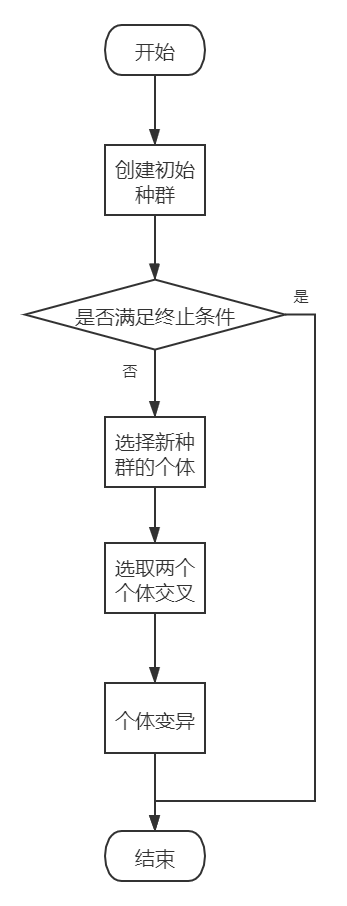 开始
创建初始
种群
是
是否满足终止条件
否
选择新种
群的个体
选取两个
个体交叉
个体变异
结束